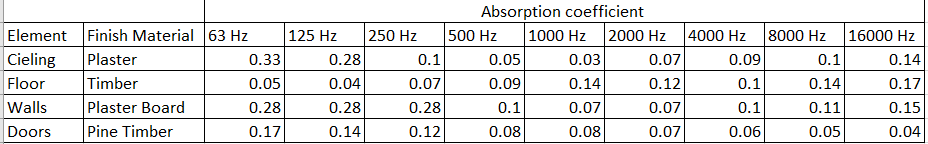 Absorption coefficient
Element Finish Material 63 Hz 125 Hz 250 Hz 500 Hz 1000 Hz 2000 Hz 4000 Hz 8000 Hz 16000 Hz
Cieling Plaster 0.33 0.28 0.1 0.05 0.03 0.07 0.09 0.1 0.14
Floor Timber 0.05 0.04 0.07 0.09 0.14 0.12 0.1 0.14 0.17
Walls Plaster Board 0.28 0.28 0.28 0.1 0.07 0.07 0.1 0.11 0.15
Doors Pine Timber 0.17 0.14 0.12 0.08 0.08 0.07 0.06 0.05 0.04